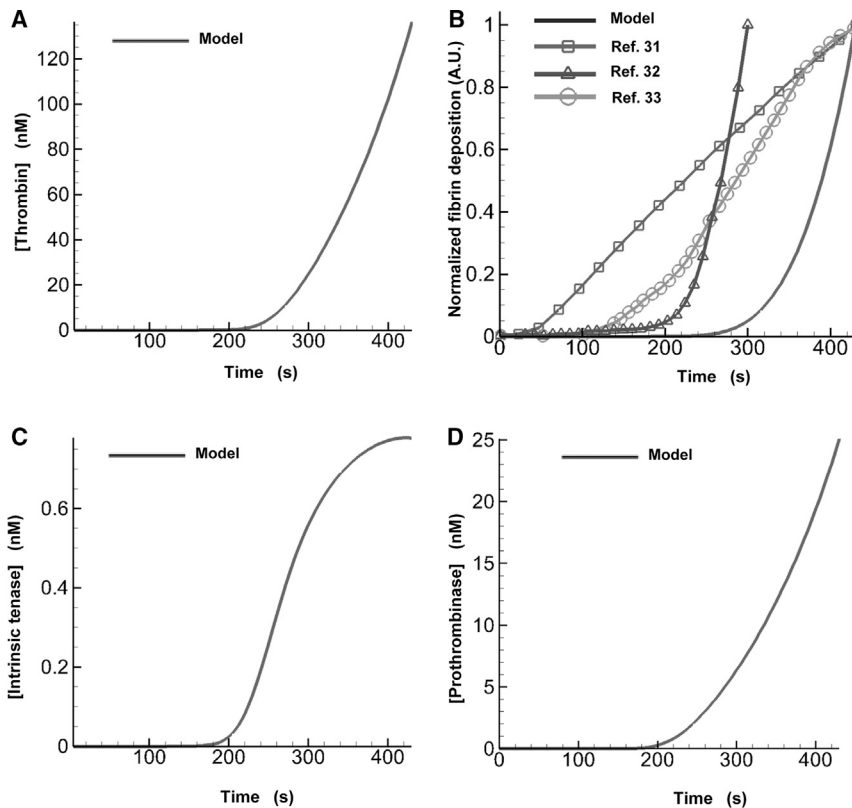 A
Model
[Thrombin] (nM)
120
100
80
60
40
20
0
100
200
300
400
Time (s)
B
Model
Ref. 31
Ref. 32
Ref. 33
Normalized fibrin deposition (A.U.)
1
0.8
0.6
0.4
0.2
0
0
100
200
300
400
Time (s)
C
Model
[Intrinsic tenase] (nM)
0.6
0.4
0.2
0
100
200
300
400
Time (s)
D
Model
[Prothrombinase] (nM)
25
20
15
10
5
0
0
100
200
300
400
Time (s)